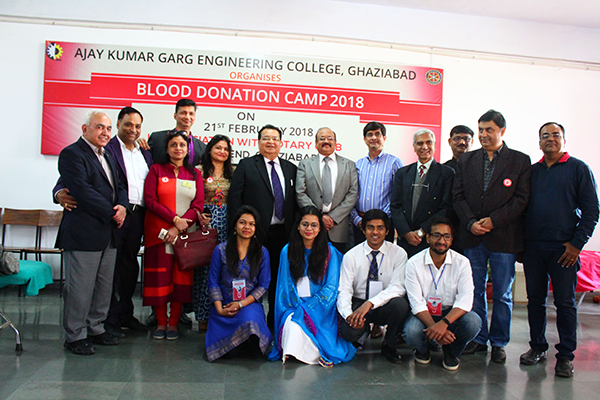 AJAY KUMAR GARG ENGINEERING COLLEGE, GHAZIABAD
ORGANISES
BLOOD DONATION CAMP 2018
ON
21ST FEBRUARY 2018